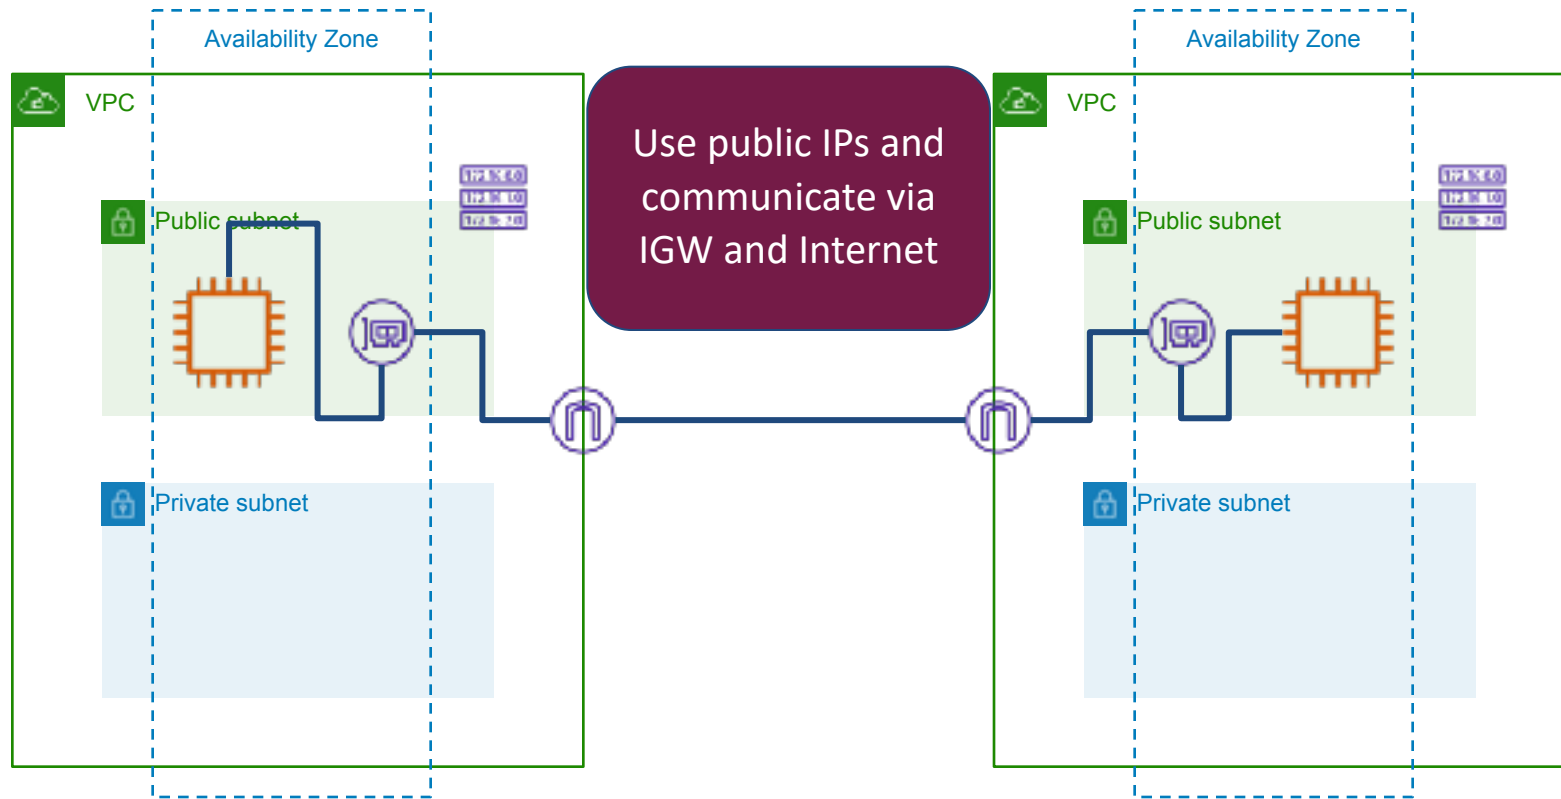 Availability Zone
Availability Zone
VPC
Use public IPs and
communicate via
IGW and Internet
VPC
Public subnet
Public subnet
Private subnet
Private subnet